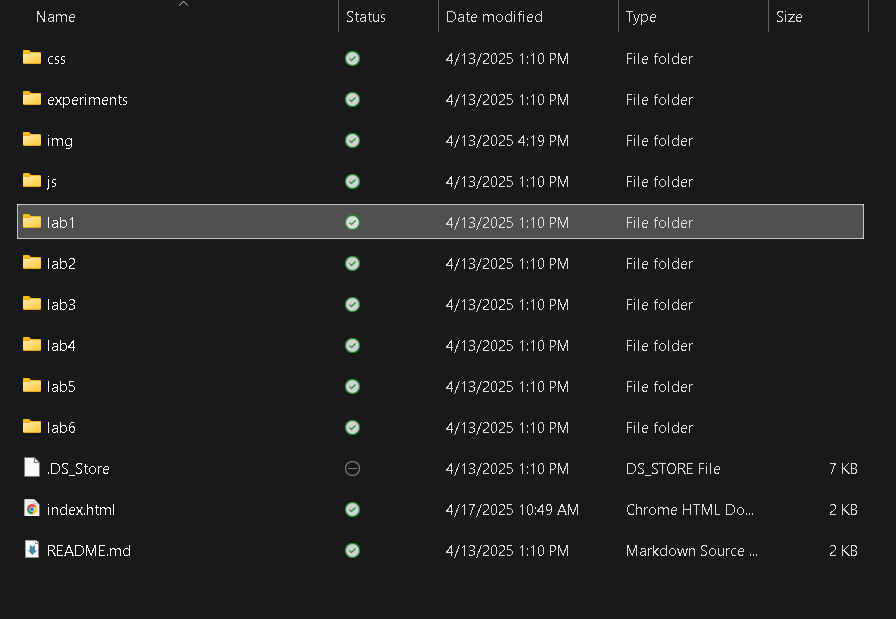 Name Status Date modified Type Size
css 4/13/2025 1:10 PM File folder
experiments 4/13/2025 1:10 PM File folder
img 4/13/2025 4:19 PM File folder
js 4/13/2025 1:10 PM File folder
lab1 4/13/2025 1:10 PM File folder
lab2 4/13/2025 1:10 PM File folder
lab3 4/13/2025 1:10 PM File folder
lab4 4/13/2025 1:10 PM File folder
lab5 4/13/2025 1:10 PM File folder
lab6 4/13/2025 1:10 PM File folder
.DS_Store 4/13/2025 1:10 PM DS_STORE File 7 KB
index.html 4/17/2025 10:49 AM Chrome HTML Do... 2 KB
README.md 4/13/2025 1:10 PM Markdown Source ... 2 KB